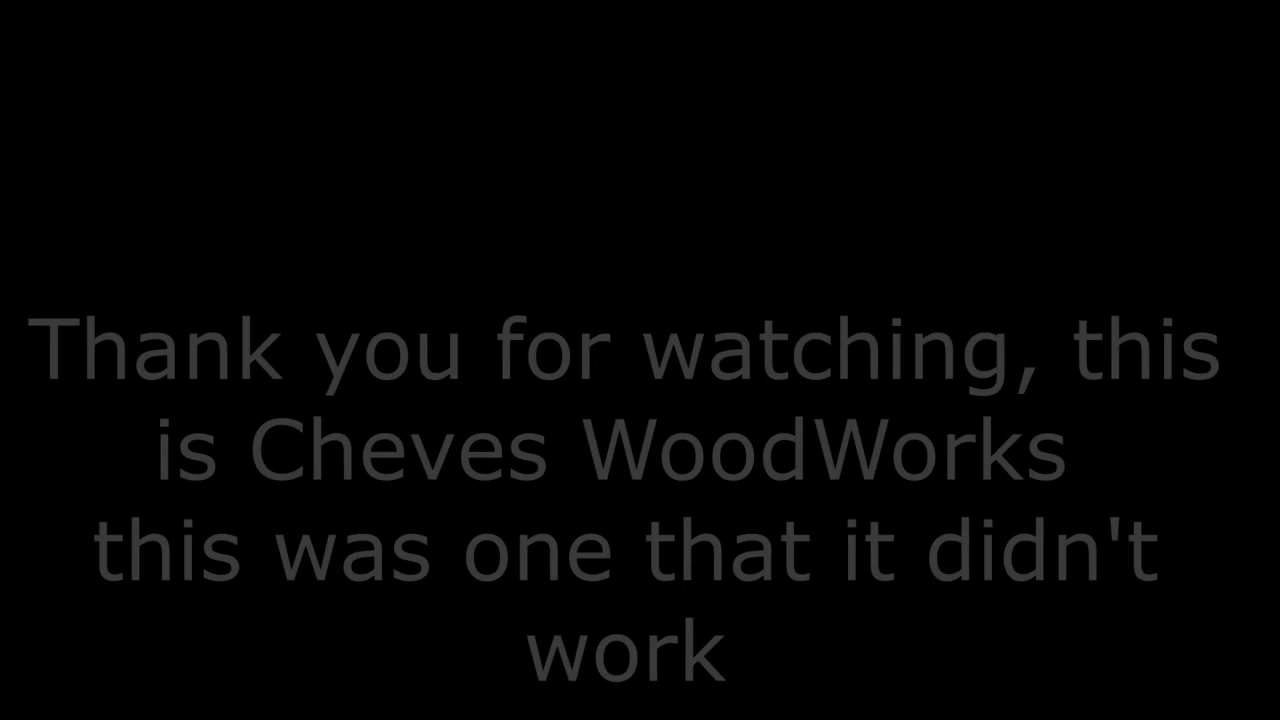 Thank you for watching, this
is Cheves WoodWorks
this was one that it didn't
work